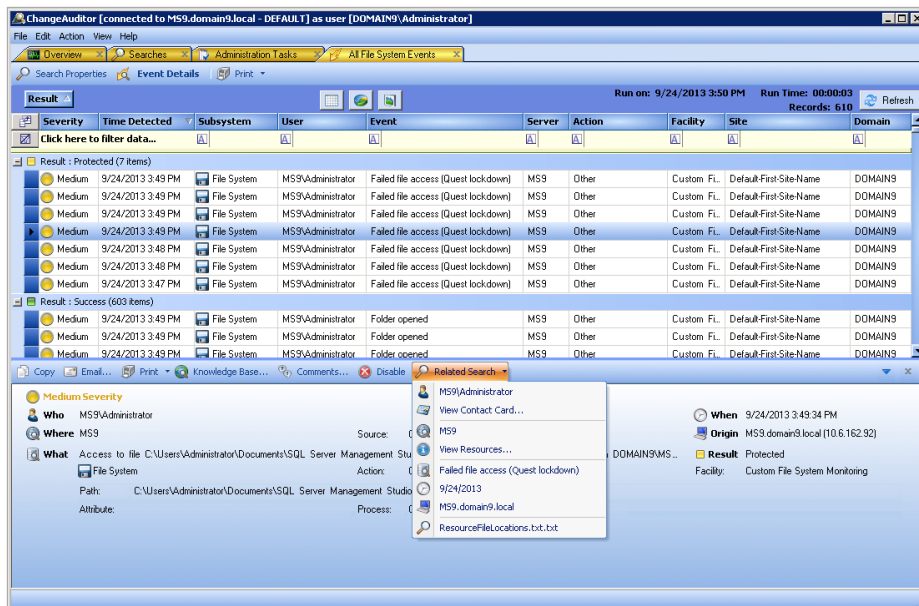 ChangeAuditor [connected to MS9.domain9.local - DEFAULT] as user [DOMAIN9\Administrator]
File Edit Action View Help
Overview Searches Administration Tasks All File System Events
Search Properties Event Details Print
Result Run on: 9/24/2013 3:50 PM Run Time: 00:00:03
Records: 610 Refresh
Severity Time Detected Subsystem User Event Server Action Facility Site Domain
Click here to filter data...
Result : Protected (7 items)
Medium 9/24/2013 3:49 PM File System MS9\Administrator Failed file access (Quest lockdown) MS9 Other Custom Fi... Default-First-Site-Name DOMAIN9
Medium 9/24/2013 3:49 PM File System MS9\Administrator Failed file access (Quest lockdown) MS9 Other Custom Fi... Default-First-Site-Name DOMAIN9
Medium 9/24/2013 3:49 PM File System MS9\Administrator Failed file access (Quest lockdown) MS9 Other Custom Fi... Default-First-Site-Name DOMAIN9
Medium 9/24/2013 3:49 PM File System MS9\Administrator Failed file access (Quest lockdown) MS9 Other Custom Fi... Default-First-Site-Name DOMAIN9
Medium 9/24/2013 3:48 PM File System MS9\Administrator Failed file access (Quest lockdown) MS9 Other Custom Fi... Default-First-Site-Name DOMAIN9
Medium 9/24/2013 3:48 PM File System MS9\Administrator Failed file access (Quest lockdown) MS9 Other Custom Fi... Default-First-Site-Name DOMAIN9
Medium 9/24/2013 3:47 PM File System MS9\Administrator Failed file access (Quest lockdown) MS9 Other Custom Fi... Default-First-Site-Name DOMAIN9
Result : Success (603 items)
Medium 9/24/2013 3:49 PM File System MS9\Administrator Folder opened MS9 Other Custom Fi... Default-First-Site-Name DOMAIN9
Medium 9/24/2013 3:49 PM File System MS9\Administrator Folder opened MS9 Other Custom Fi... Default-First-Site-Name DOMAIN9
Medium 9/24/2013 3:49 PM File System MS9\Administrator Folder opened MS9 Other Custom Fi... Default-First-Site-Name DOMAIN9
Copy Email... Print Knowledge Base... Comments... Disable Related Search
Medium Severity
Who MS9\Administrator
Where MS9 Source:
What Access to file C:\Users\Administrator\Documents\SQL Server Management Stu
File System Action:
Path: C:\Users\Administrator\Documents\SQL Server Management Studio
Attribute: Process:
MS9\Administrator
View Contact Card...
MS9
View Resources...
Failed file access (Quest lockdown)
9/24/2013
MS9.domain9.local
ResourceFileLocations.txt.txt
When 9/24/2013 3:49:34 PM
Origin MS9.domain9.local (10.6.162.92)
DOMAIN9\MS... Result Protected
Facility: Custom File System Monitoring